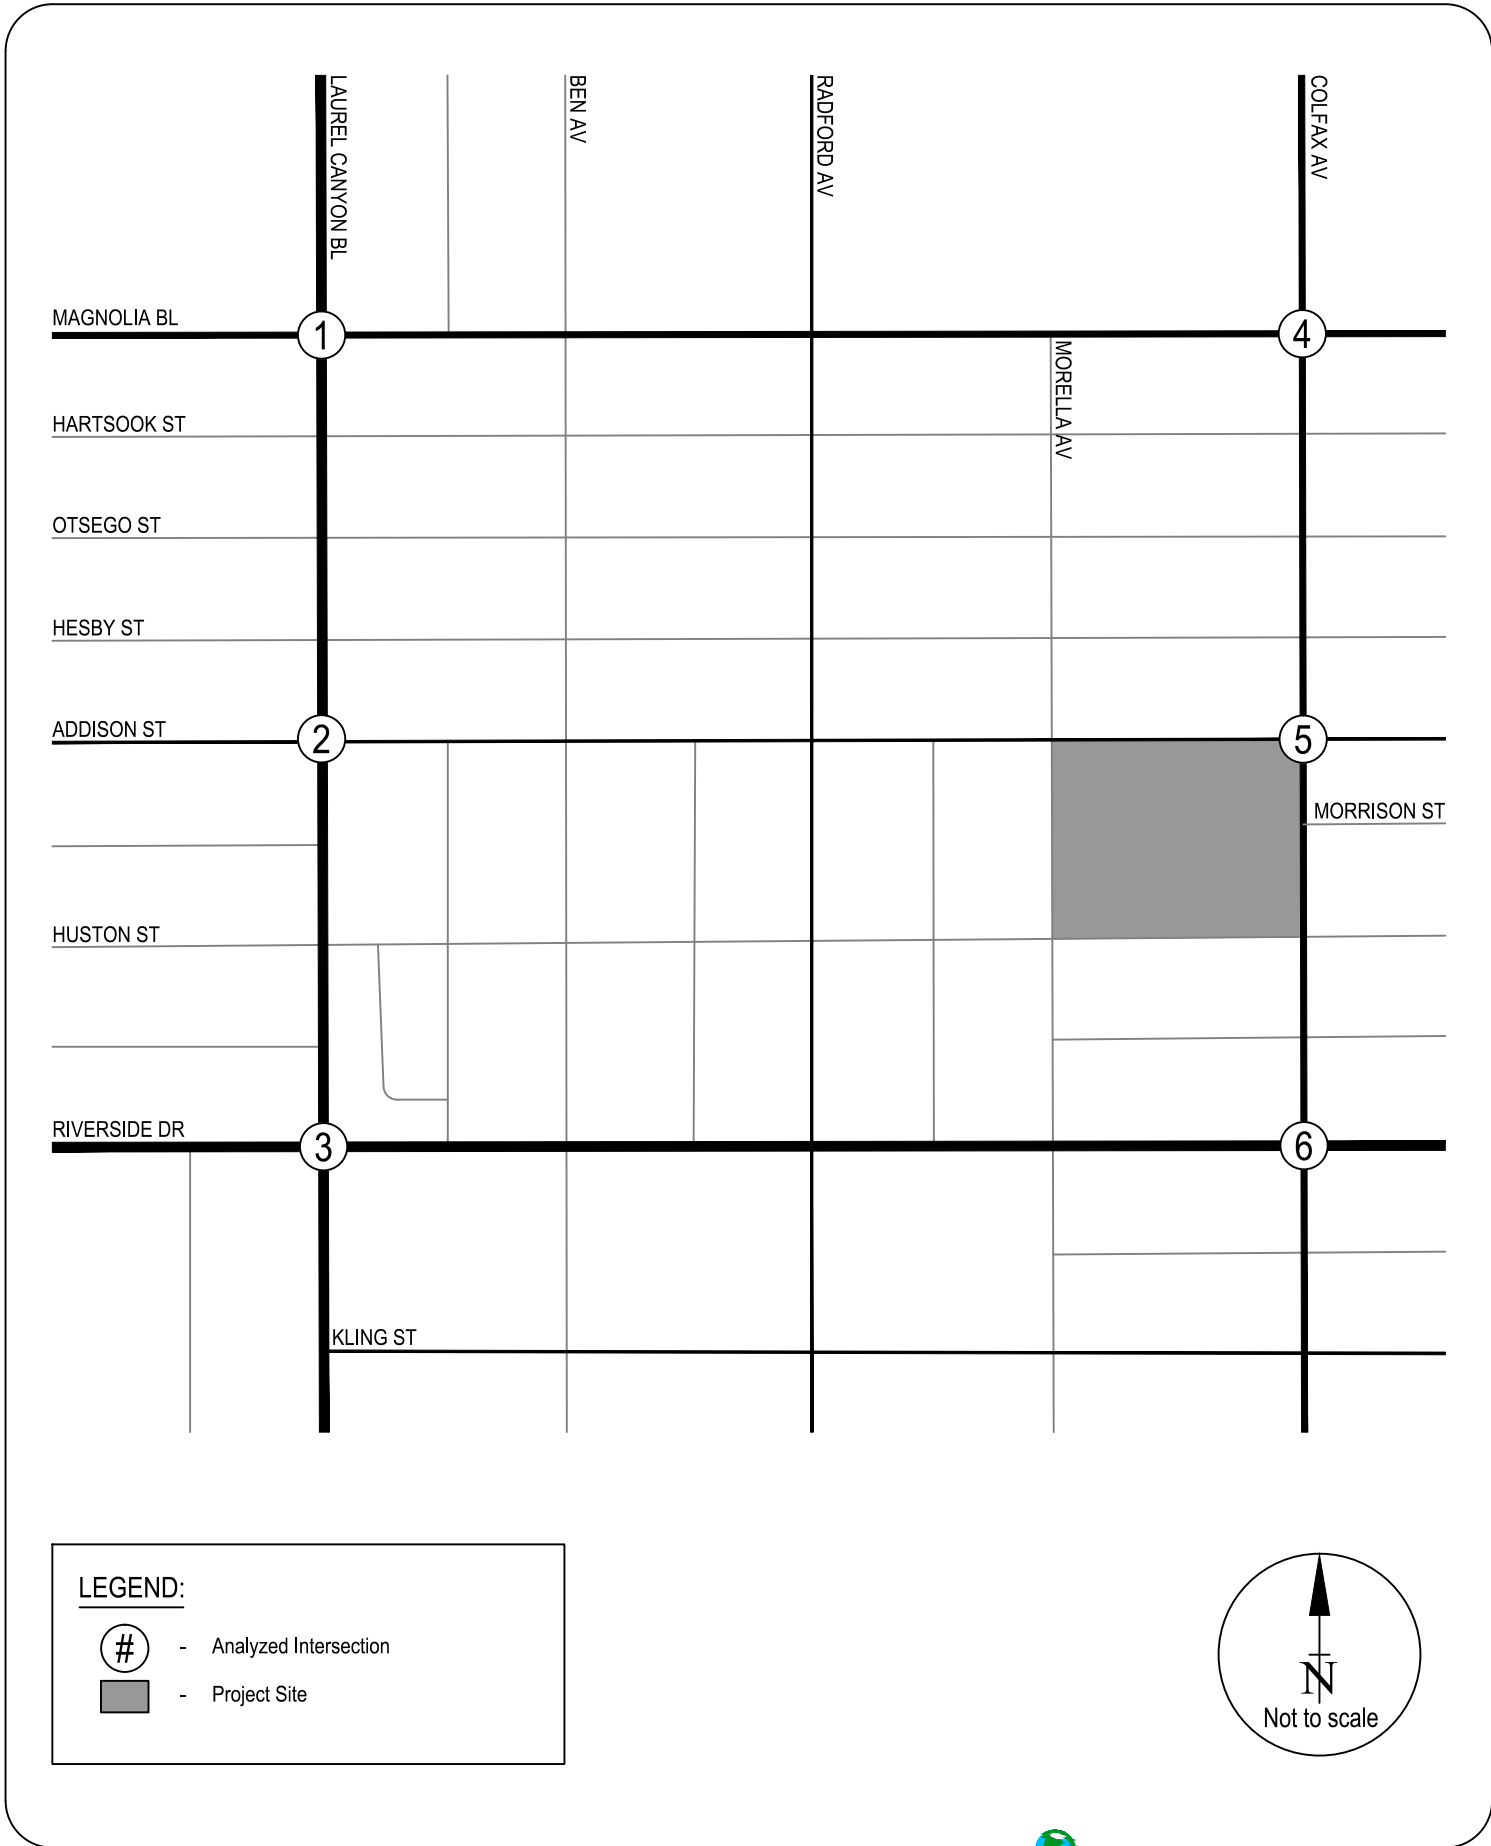 LAUREL CANYON BL
BEN AV
RADFORD AV
COLFAX AV
MAGNOLIA BL
1
4
MORELLA AV
HARTSOOK ST
OTSEGO ST
HESBY ST
ADDISON ST
2
5
MORRISON ST
HUSTON ST
RIVERSIDE DR
3
6
KLING ST
LEGEND:
# - Analyzed Intersection
- Project Site
N
Not to scale